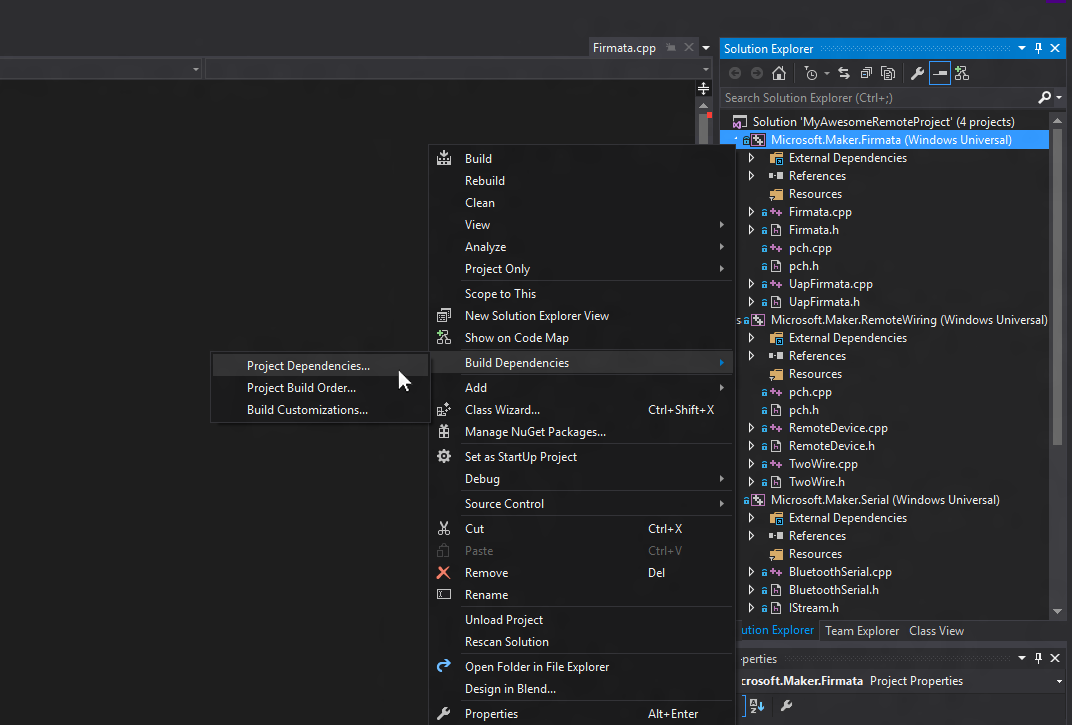 Firmata.cpp
Solution Explorer
Search Solution Explorer (Ctrl+;)
Solution 'MyAwesomeRemoteProject' (4 projects)
Microsoft.Maker.Firmata (Windows Universal)
External Dependencies
References
Resources
Firmata.cpp
Firmata.h
pch.cpp
pch.h
UapFirmata.cpp
UapFirmata.h
s Microsoft.Maker.RemoteWiring (Windows Universal)
External Dependencies
References
Resources
pch.cpp
pch.h
RemoteDevice.cpp
RemoteDevice.h
TwoWire.cpp
TwoWire.h
Microsoft.Maker.Serial (Windows Universal)
External Dependencies
References
Resources
BluetoothSerial.cpp
BluetoothSerial.h
IStream.h
ution Explorer Team Explorer Class View
perties
crosoft.Maker.Firmata Project Properties
Build
Rebuild
Clean
View
Analyze
Project Only
Scope to This
New Solution Explorer View
Show on Code Map
Build Dependencies
Add
Class Wizard... Ctrl+Shift+X
Manage NuGet Packages...
Set as StartUp Project
Debug
Source Control
Cut Ctrl+X
Paste Ctrl+V
Remove Del
Rename
Unload Project
Rescan Solution
Open Folder in File Explorer
Design in Blend...
Properties Alt+Enter
Project Dependencies...
Project Build Order...
Build Customizations...